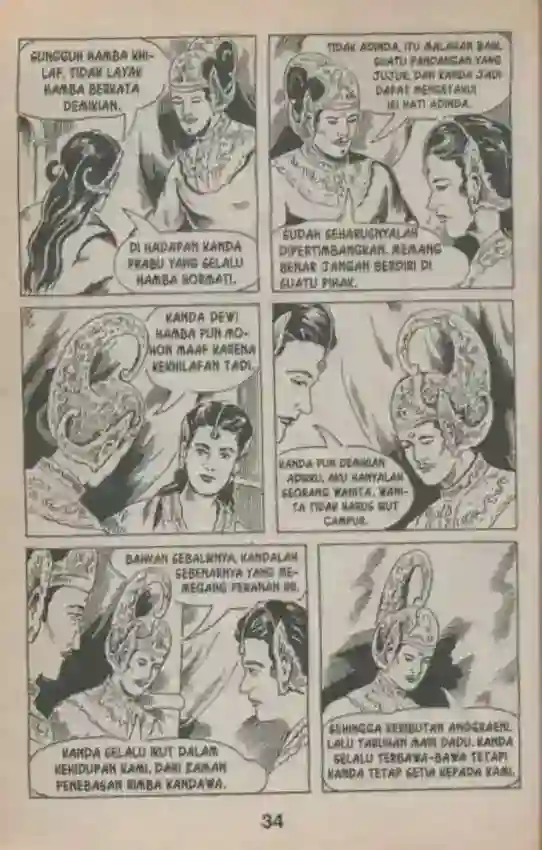 SUNGGUH HAMBA KHI-
LAF. TIDAK LAYAK
HAMBA BERKATA
DEMIKIAN.
DI HADAPAN KANDA
PRABU YANG SELALU
HAMBA HORMATI.
TIDAK ADINDA, ITU MALAHAN BAIK,
SUATU PANDANGAN YANG
JUJUR, DAN KANDA JADI
DAPAT MENGETAHUI
ISI HATI ADINDA.
SUDAH SEHARUSNYALAH
DIPERTIMBANGKAN. MEMANG
BENAR JANGAN BERDIRI DI
SUATU PIHAK.
KANDA DEWI
HAMBA PUN MO-
HON MAAF KARENA
KEKHILAFAN TADI.
KANDA PUN DEMIKIAN
ADIKKU, AKU HANYALAH
SEORANG WANITA, WANI-
TA TIDAK HARUS IKUT
CAMPUR.
BAHKAN SEBALIKNYA, KANDALAH
SEBENARNYA YANG ME-
MEGANG PERANAN INI.
KANDA SELALU IKUT DALAM
KEHIDUPAN KAMI, DARI ZAMAN
PENEBASAN RIMBA KANDAWA.
SEHINGGA KERIBUTAN ANGGRAENI,
LALU TARUHAN MAIN DADU, KANDA
SELALU TERBAWA-BAWA TETAPI
KANDA TETAP SETIA KEPADA KAMI.
34